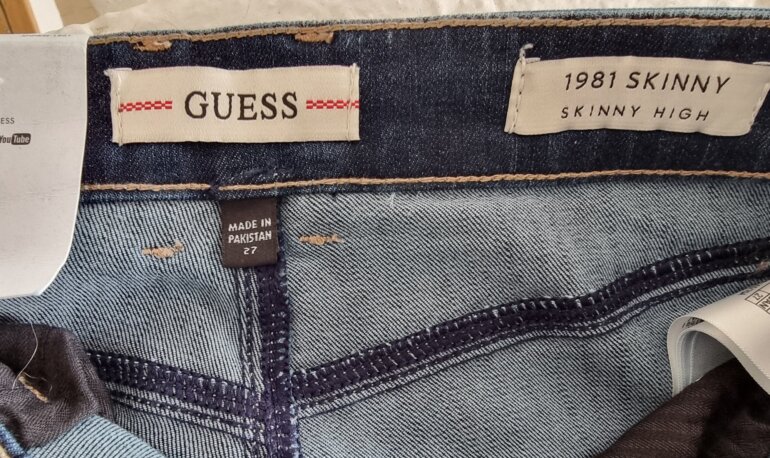 ESS
YouTube
GUESS
1981 SKINNY
SKINNY HIGH
MADE IN
PAKISTAN
27